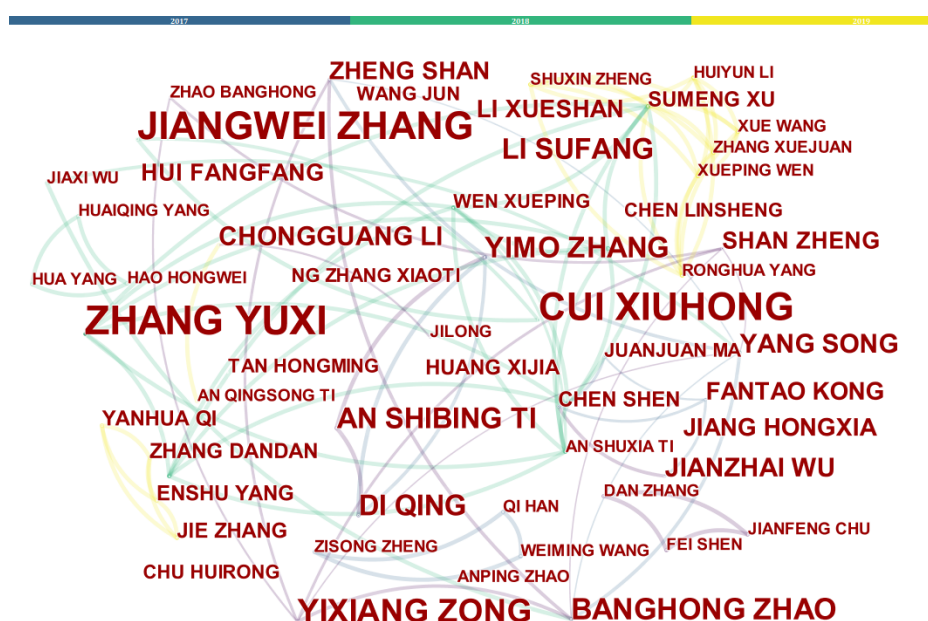 2017 2018 2019
ZHENG SHAN
HUIYUN LI
SHUXIN ZHENG
ZHAO BANGHONG
WANG JUN
SUMENG XU
LI XUESHAN
JIANGWEI ZHANG
XUE WANG
LI SUFANG
ZHANG XUEJUAN
XUEPING WEN
HUI FANGFANG
JIAXI WU
WEN XUEPING
HUAIQING YANG
CHEN LINSHENG
CHONGGUANG LI
YIMO ZHANG
SHAN ZHENG
RONGHUA YANG
HUA YANG
HAO HONGWEI
NG ZHANG XIAOTI
CUI XIUHONG
ZHANG YUXI
JILONG
YANG SONG
JUANJUAN MA
TAN HONGMING
HUANG XIJIA
FANTAO KONG
AN QINGSONG TI
CHEN SHEN
YANHUA QI
AN SHIBING TI
JIANG HONGXIA
AN SHUXIA TI
ZHANG DANDAN
JIANZHAI WU
ENSHU YANG
DAN ZHANG
DI QING
QI HAN
JIE ZHANG
JIANFENG CHU
ZISONG ZHENG
FEI SHEN
WEIMING WANG
CHU HUIRONG
ANPING ZHAO
YIXIANG ZONG
BANGHONG ZHAO